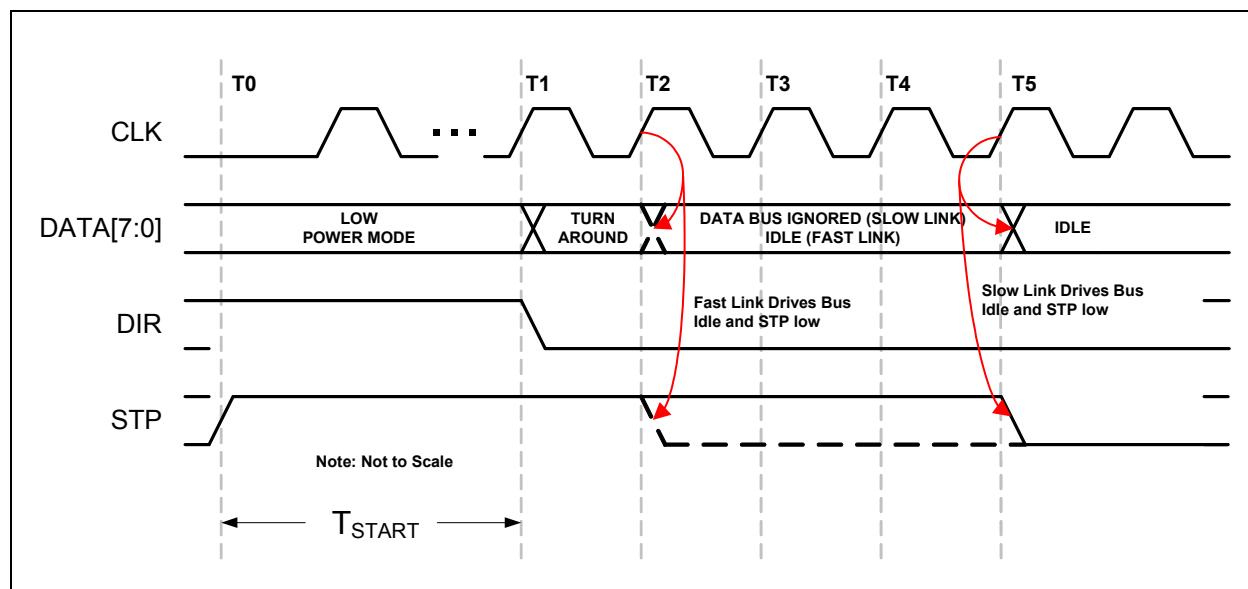 T0
T1
T2
T3
T4
T5
CLK
DATA[7:0]
LOW
POWER MODE
TURN
AROUND
DATA BUS IGNORED (SLOW LINK)
IDLE (FAST LINK)
IDLE
DIR
Fast Link Drives Bus
Idle and STP low
Slow Link Drives Bus
Idle and STP low
STP
Note: Not to Scale
TSTART